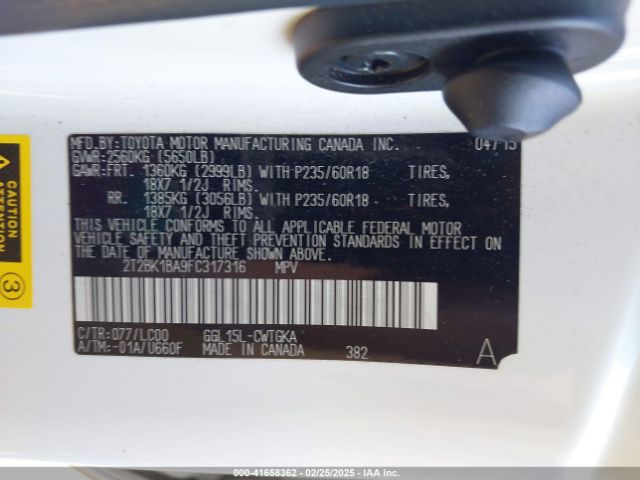 MFD.BY:TOYOTA MOTOR MANUFACTURING CANADA INC. 04/15
GVWR:2560KG (5650LB)
GAWR:FRT. 1360KG (2999LB) WITH P235/60R18 TIRES,
18X7 1/2J RIMS.
RR. 1385KG (3056LB) WITH P235/60R18 TIRES,
18X7 1/2J RIMS.
THIS VEHICLE CONFORMS TO ALL APPLICABLE FEDERAL MOTOR
VEHICLE SAFETY AND THEFT PREVENTION STANDARDS IN EFFECT ON
THE DATE OF MANUFACTURE SHOWN ABOVE.
2T2BK1BA9FC317316 MPV
C/TR:077/LC00 GGL15L-CWTGKA
A/TM:-01A/U660F MADE IN CANADA 382 A
CAUTION
ATTENTION
3
© IAA - 41658362 - 02/25/2025 - IAAI.COM